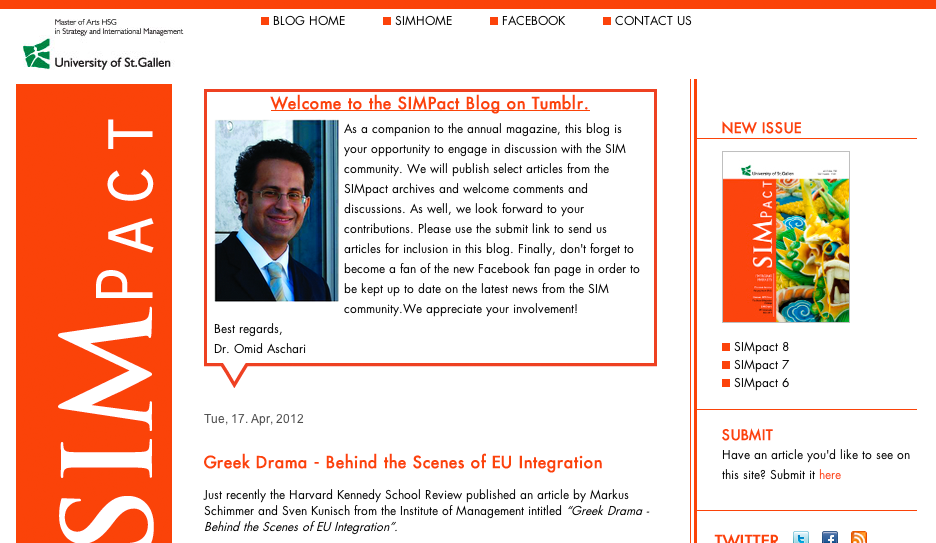 Master of Arts HSG
in Strategy and International Management
University of St.Gallen
BLOG HOME
SIMHOME
FACEBOOK
CONTACT US
SIMPACT
Welcome to the SIMPact Blog on Tumblr.
As a companion to the annual magazine, this blog is
your opportunity to engage in discussion with the SIM
community. We will publish select articles from the
SIMpact archives and welcome comments and
discussions. As well, we look forward to your
contributions. Please use the submit link to send us
articles for inclusion in this blog. Finally, don't forget to
become a fan of the new Facebook fan page in order to
be kept up to date on the latest news from the SIM
community.We appreciate your involvement!
Best regards,
Dr. Omid Aschari
Tue, 17. Apr, 2012
Greek Drama - Behind the Scenes of EU Integration
Just recently the Harvard Kennedy School Review published an article by Markus
Schimmer and Sven Kunisch from the Institute of Management intitled “Greek Drama -
Behind the Scenes of EU Integration”.
NEW ISSUE
University of St.Gallen
SIMPACT
SIMpact 8
SIMpact 7
SIMpact 6
SUBMIT
Have an article you'd like to see on
this site? Submit it here
TWITTER